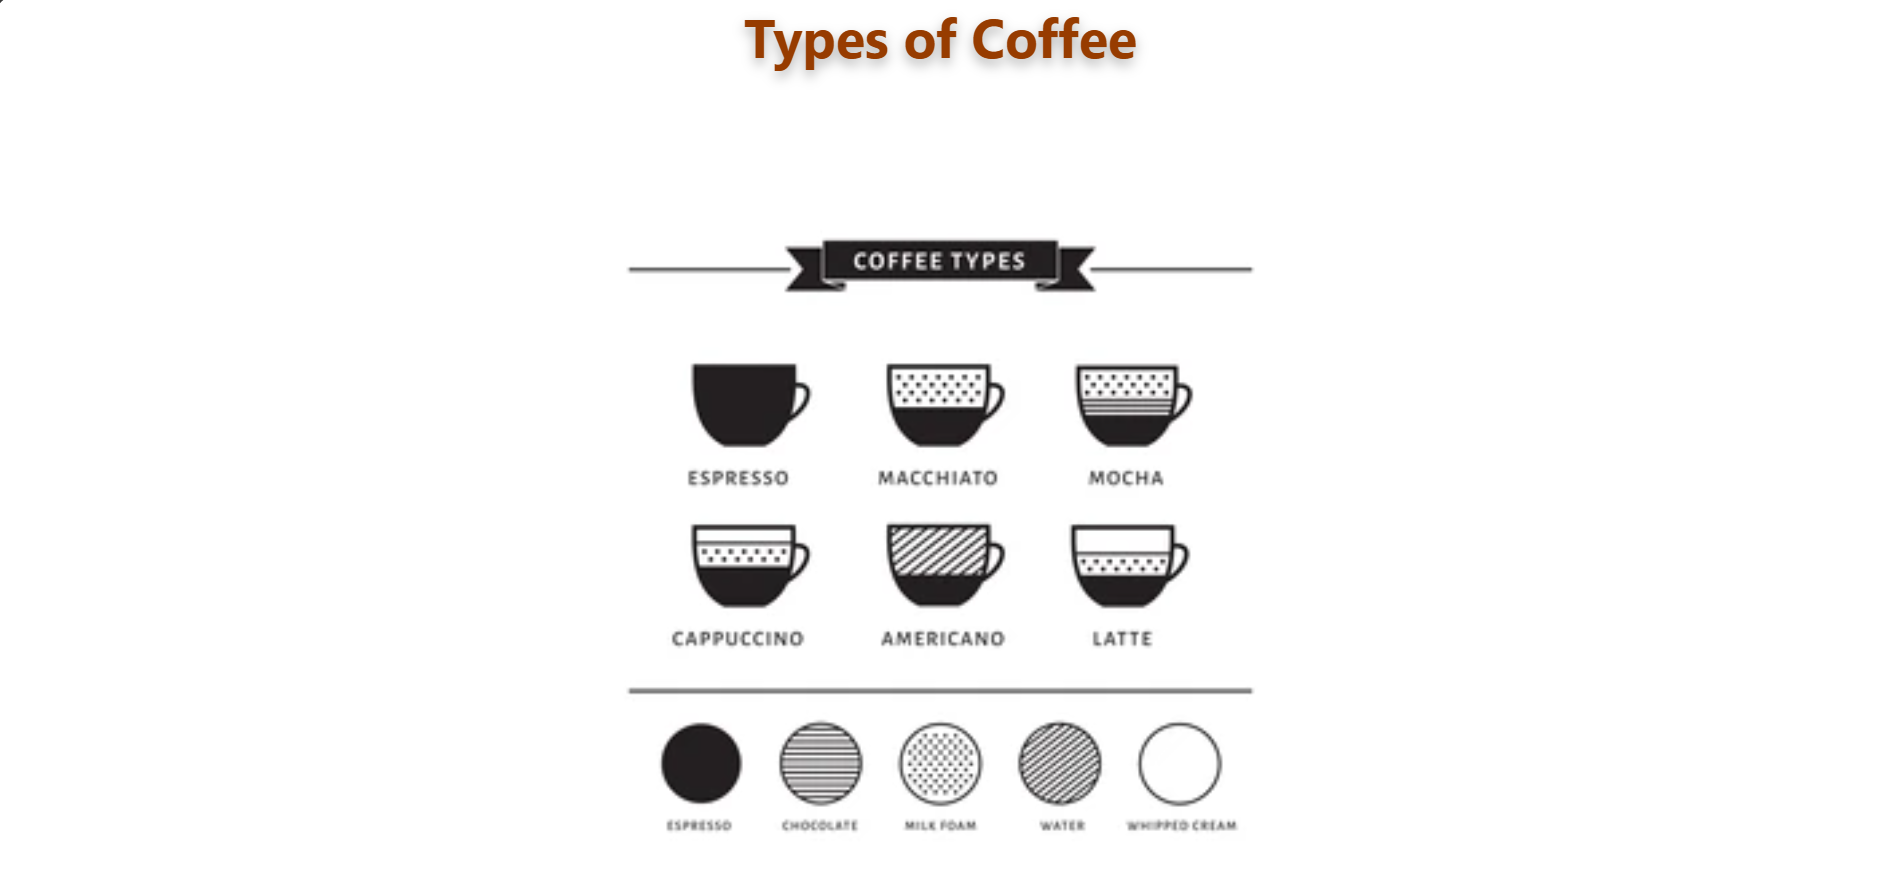 Types of Coffee
COFFEE TYPES
ESPRESSO MACCHIATO MOCHA
CAPPUCCINO AMERICANO LATTE
ESPRESSO CHOCOLATE MILK FOAM WATER WHIPPED CREAM